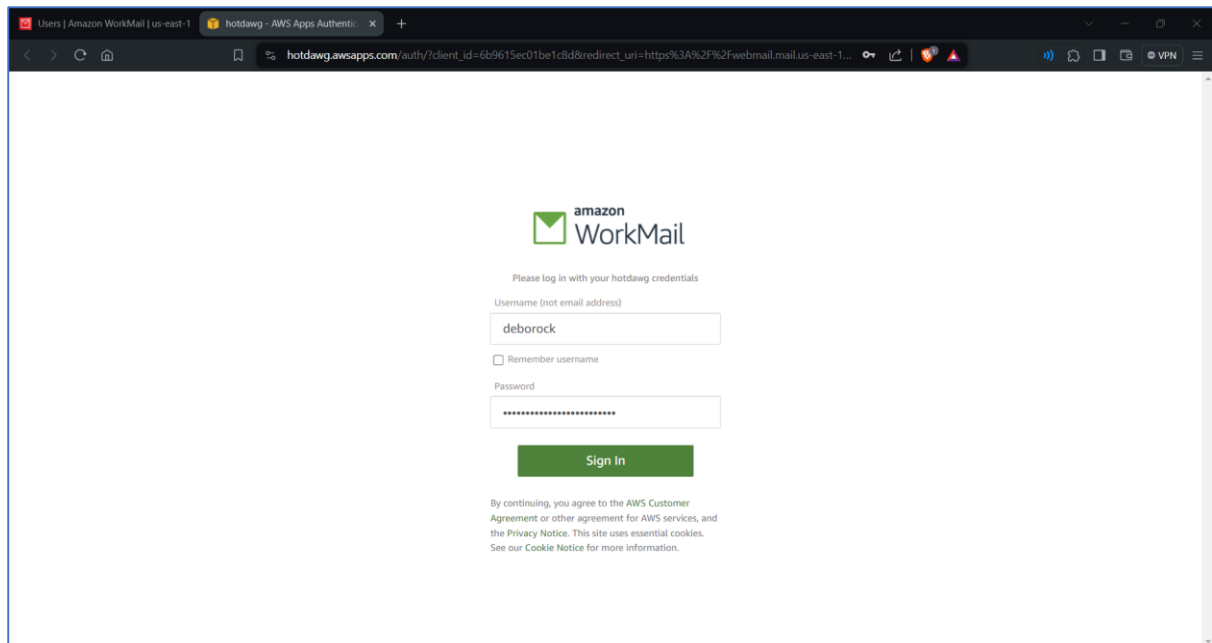 Users | Amazon WorkMail | us-east-1
hotdawg - AWS Apps Authentic
hotdawg.awsapps.com/auth/?client_id=6b9615ec01be1c8d&redirect_uri=https%3A%2F%2Fwebmail.mail.us-east-1...
VPN
amazon
WorkMail
Please log in with your hotdawg credentials
Username (not email address)
deborock
Remember username
Password
••••••••••••••••••••••••
Sign In
By continuing, you agree to the AWS Customer
Agreement or other agreement for AWS services, and
the Privacy Notice. This site uses essential cookies.
See our Cookie Notice for more information.